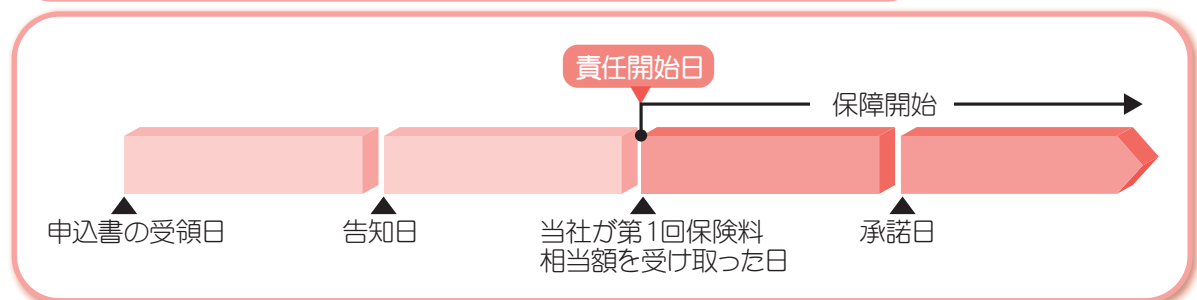 責任開始日
保障開始
申込書の受領日
告知日
当社が第1回保険料
相当額を受け取った日
承諾日